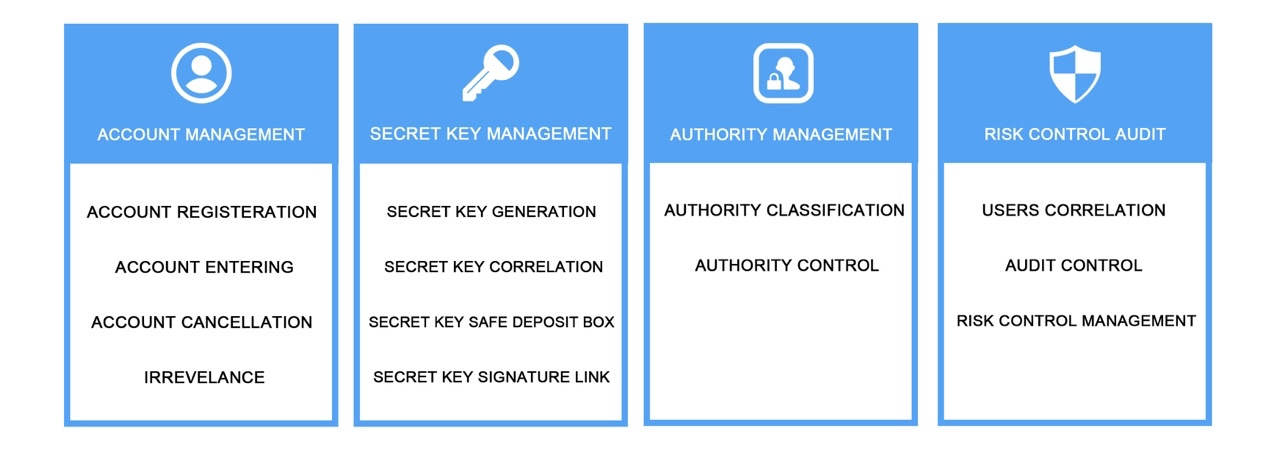 ACCOUNT MANAGEMENT
ACCOUNT REGISTERATION
ACCOUNT ENTERING
ACCOUNT CANCELLATION
IRREVELANCE
SECRET KEY MANAGEMENT
SECRET KEY GENERATION
SECRET KEY CORRELATION
SECRET KEY SAFE DEPOSIT BOX
SECRET KEY SIGNATURE LINK
AUTHORITY MANAGEMENT
AUTHORITY CLASSIFICATION
AUTHORITY CONTROL
RISK CONTROL AUDIT
USERS CORRELATION
AUDIT CONTROL
RISK CONTROL MANAGEMENT